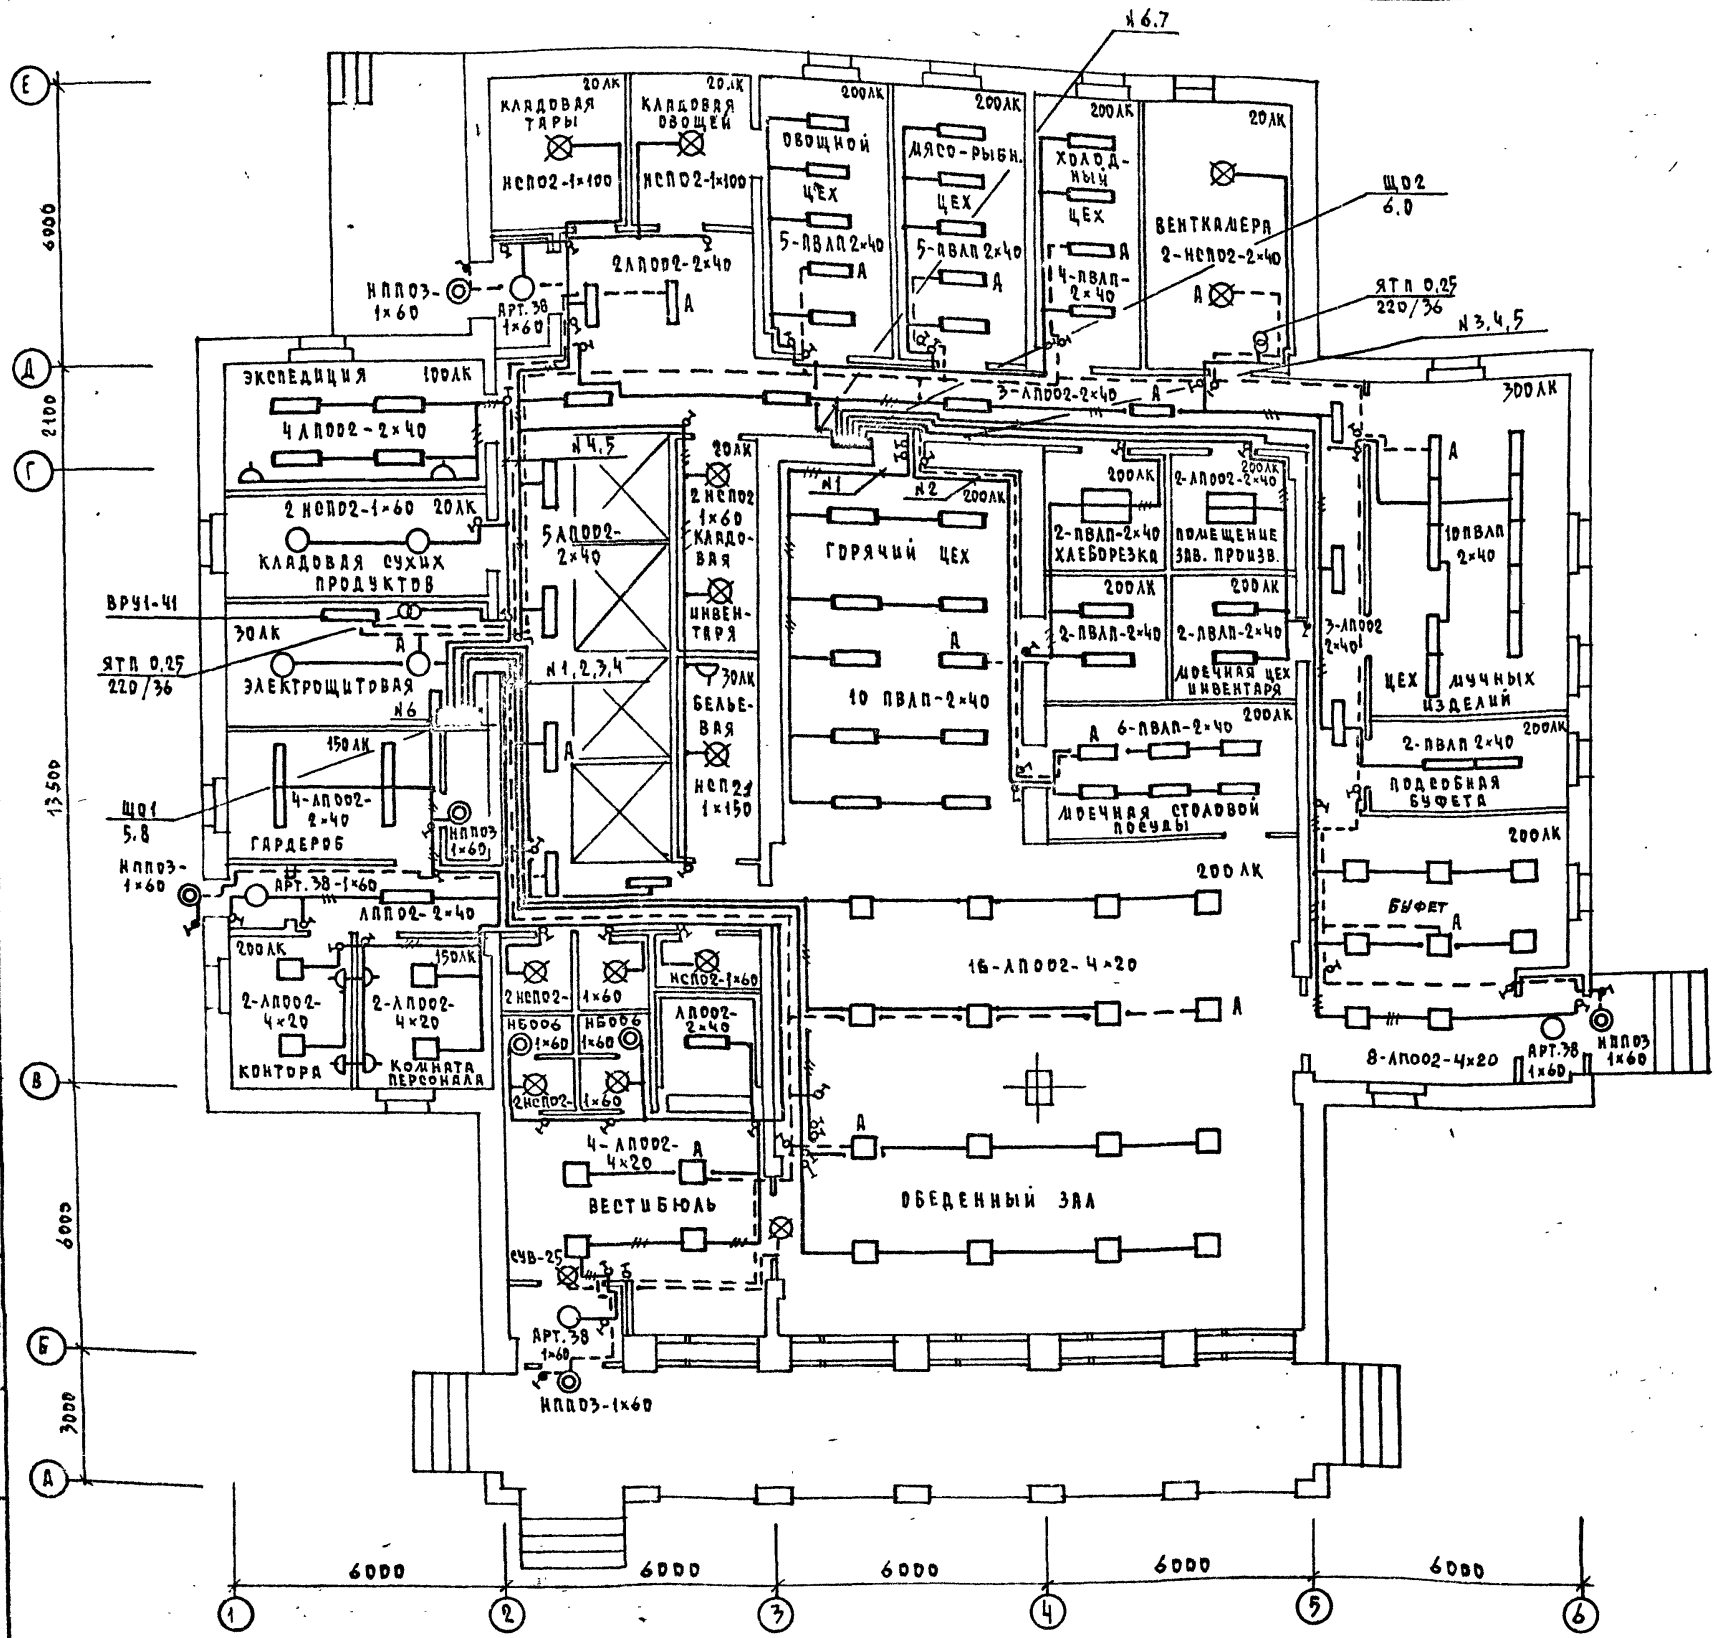 N 6.7
Е
20ЛК
КЛАДОВАЯ
ТАРЫ
НСП02-1×100
20ЛК
КЛАДОВАЯ
ОВОЩЕЙ
НСП02-1×100
200ЛК
ОВОЩНОЙ
ЦЕХ
5-ПВЛП 2×40
А
200ЛК
МЯСО-РЫБН.
ЦЕХ
5-ПВЛП 2×40
А
200ЛК
ХОЛОД-
НЫЙ
ЦЕХ
А
4-ПВЛП-
2×40
20ЛК
ВЕНТКАМЕРА
2-НСП02-2×40
А
ЩО2
6.0
ЯТП 0.25
220/36
N 3,4,5
6000
НПП03-
1×60
АРТ.38
1×60
2ЛП002-2×40
А
Д
ЭКСПЕДИЦИЯ
100ЛК
4ЛП002-2×40
2100
3-ЛП002-2×40
А
300ЛК
А
10ПВЛП
2×40
ЦЕХ МУЧНЫХ
ИЗДЕЛИЙ
Г
N 4,5
20ЛК
2НСП02
1×60
КЛАДО-
ВАЯ
ИНВЕН-
ТАРЯ
N1
N2
200ЛК
ГОРЯЧИЙ ЦЕХ
А
10 ПВЛП-2×40
200ЛК
2-ПВЛП-2×40
ХЛЕБОРЕЗКА
200ЛК
2-ЛП002-2×40
ПОМЕЩЕНИЕ
ЗАВ. ПРОИЗВ.
200ЛК
2-ПВЛП-2×40
200ЛК
2-ПВЛП-2×40
МОЕЧНАЯ ЦЕХ
ИНВЕНТАРЯ
3-ЛП002
2×40
2 НСП02-1×60
20ЛК
КЛАДОВАЯ СУХИХ
ПРОДУКТОВ
5ЛП002-
2×40
А
ВРУ1-41
30ЛК
А
ЭЛЕКТРОЩИТОВАЯ
ЯТП 0.25
220/36
N 1,2,3,4
N6
30ЛК
БЕЛЬЕ-
ВАЯ
НСП21
1×150
200ЛК
6-ПВЛП-2×40
А
МОЕЧНАЯ СТОЛОВОЙ
ПОСУДЫ
200ЛК
2-ПВЛП 2×40
ПОДСОБНАЯ
БУФЕТА
13500
150ЛК
4-ЛП002-
2×40
ГАРДЕРОБ
ЩО1
5.8
НПП03
1×60
НПП03-
1×60
АРТ.38-1×60
ЛПП02-2×40
200ЛК
БУФЕТ
А
8-ЛП002-4×20
АРТ.38
1×60
НПП03
1×60
200ЛК
16-ЛП002-4×20
А
А
ОБЕДЕННЫЙ ЗАЛ
200ЛК
2-ЛП002-
4×20
КОНТОРА
150ЛК
2-ЛП002-
4×20
КОМНАТА
ПЕРСОНАЛА
2НСП02-
1×60
НСП02-1×60
НБ006
1×60
НБ006
1×60
ЛП002-
2×40
2НСП02-
1×60
В
4-ЛП002-
4×20
А
ВЕСТИБЮЛЬ
СУВ-25
АРТ.38
1×60
НПП03-1×60
6000
Б
3000
А
6000
6000
6000
6000
6000
1
2
3
4
5
6